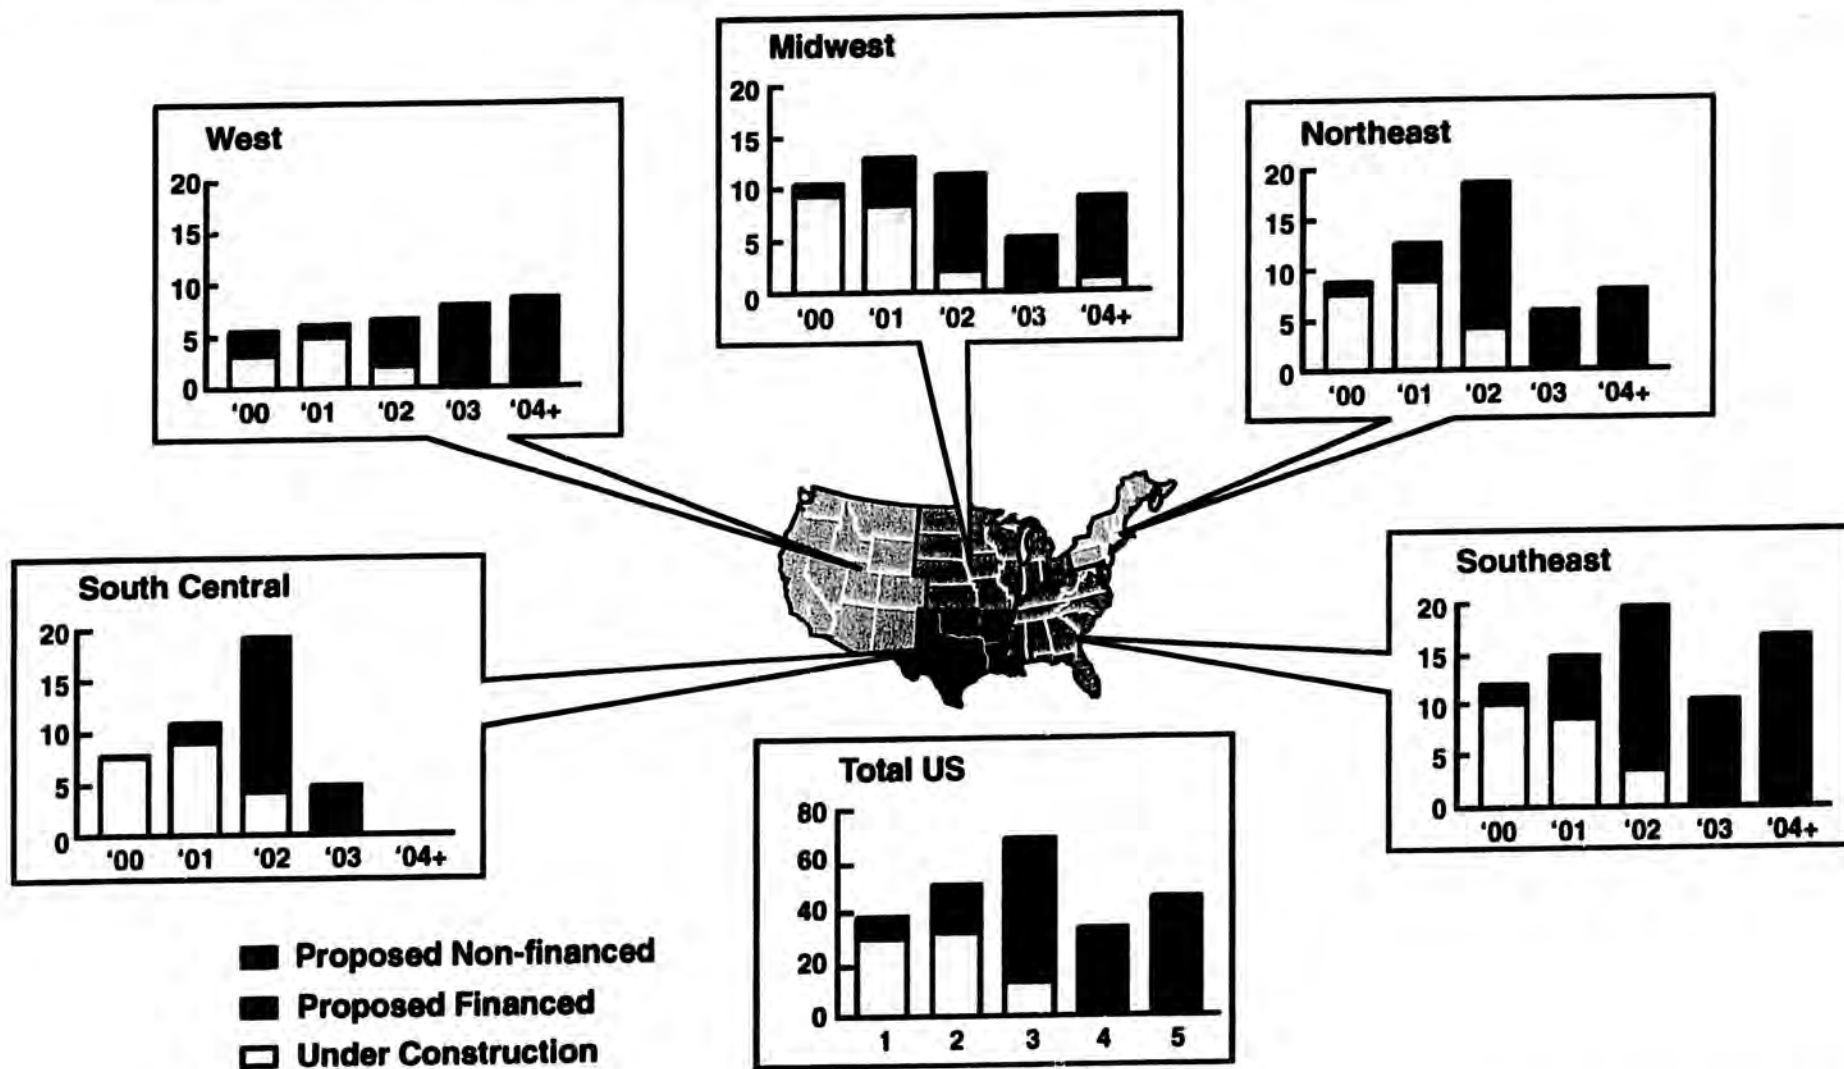 Midwest
20
15
10
5
0
'00 '01 '02 '03 '04+
West
20
15
10
5
0
'00 '01 '02 '03 '04+
Northeast
20
15
10
5
0
'00 '01 '02 '03 '04+
South Central
20
15
10
5
0
'00 '01 '02 '03 '04+
Southeast
20
15
10
5
0
'00 '01 '02 '03 '04+
Total US
80
60
40
20
0
1 2 3 4 5
Proposed Non-financed
Proposed Financed
Under Construction